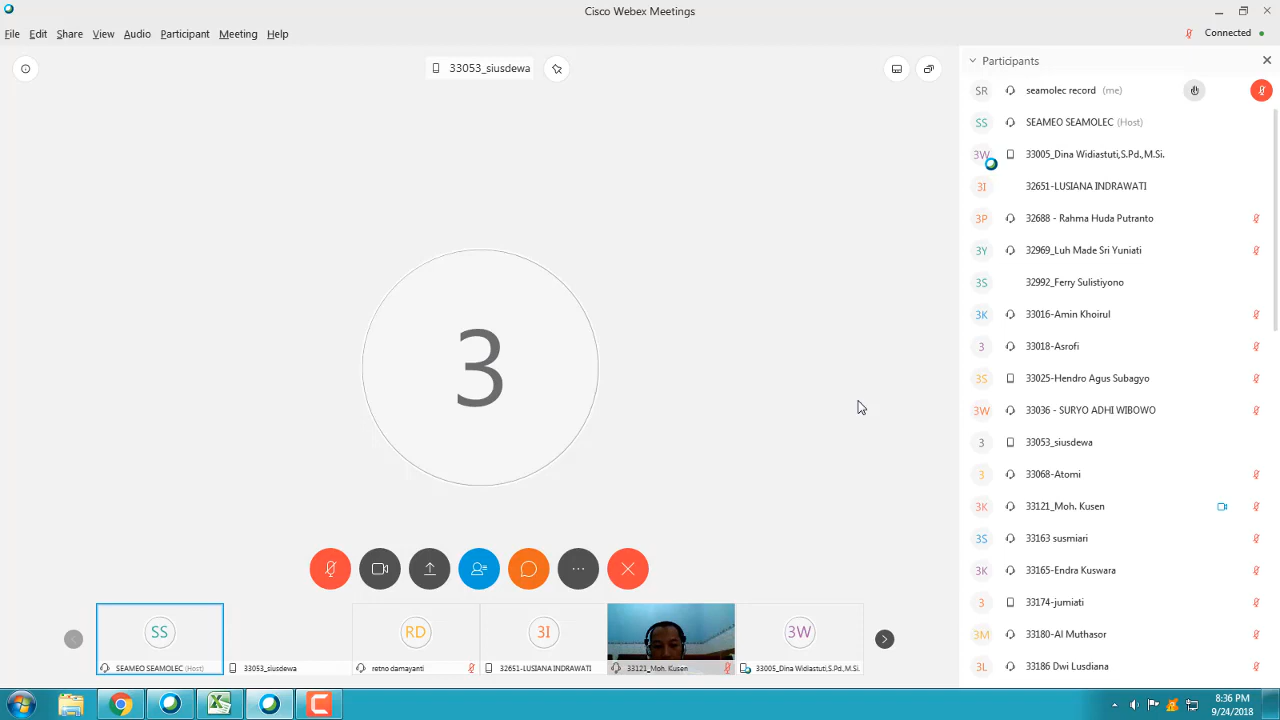 Cisco Webex Meetings
File Edit Share View Audio Participant Meeting Help
Connected
33053_siusdewa
3
Participants
SR seamolec record (me)
SS SEAMEO SEAMOLEC (Host)
3W 33005_Dina Widiastuti,S.Pd.,M.Si.
3I 32651-LUSIANA INDRAWATI
3P 32688 - Rahma Huda Putranto
3Y 32969_Luh Made Sri Yuniati
3S 32992_Ferry Sulistiyono
3K 33016-Amin Khoirul
3 33018-Asrofi
3S 33025-Hendro Agus Subagyo
3W 33036 - SURYO ADHI WIBOWO
3 33053_siusdewa
3 33068-Atomi
3K 33121_Moh. Kusen
3S 33163 susmiari
3K 33165-Endra Kuswara
3 33174-jumiati
3M 33180-Al Muthasor
3L 33186 Dwi Lusdiana
SS
SEAMEO SEAMOLEC (Host)
33053_siusdewa
RD
retno damayanti
3I
32651-LUSIANA INDRAWATI
33121_Moh. Kusen
3W
33005_Dina Widiastuti,S.Pd.,M.Si.
8:36 PM
9/24/2018